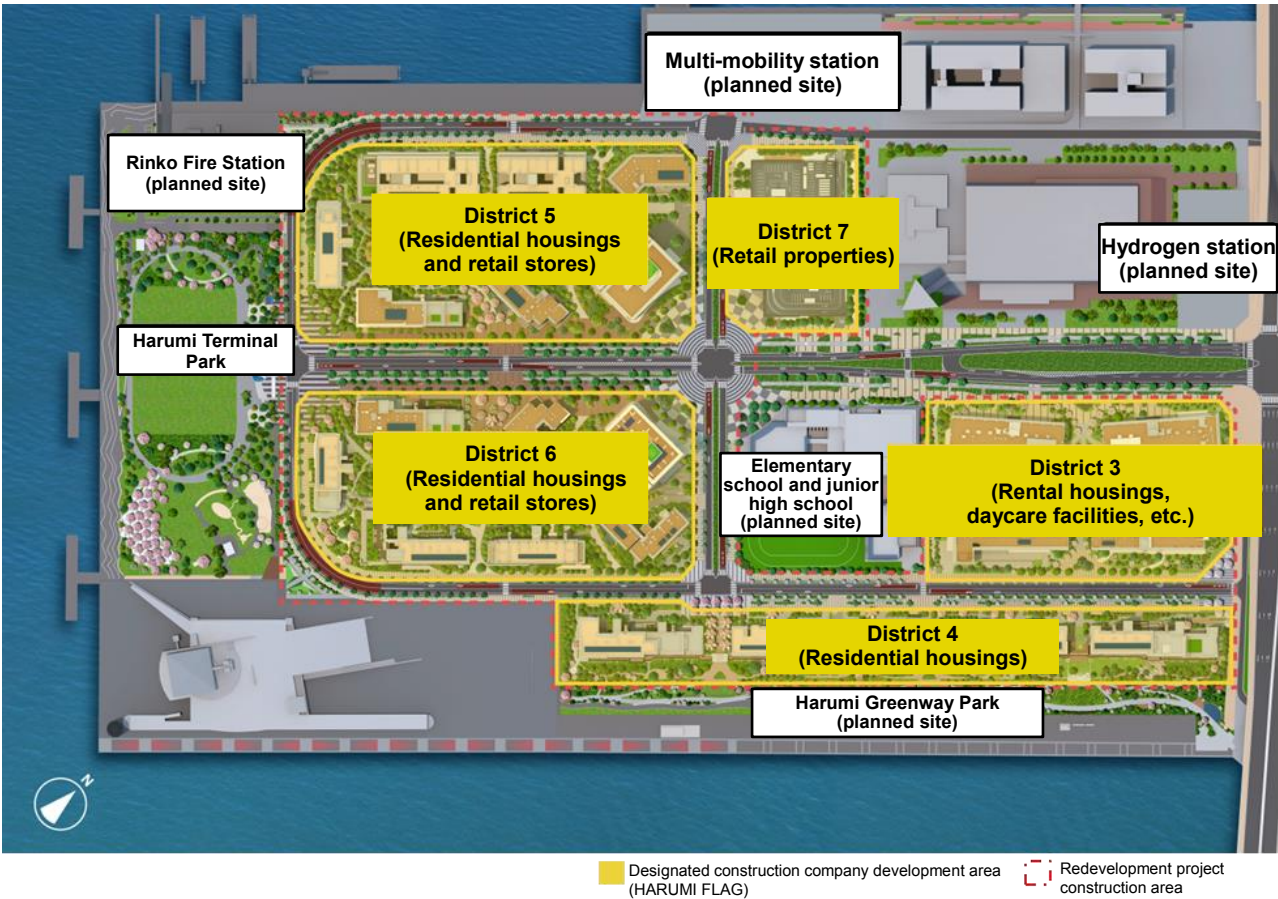 Multi-mobility station
(planned site)
Rinko Fire Station
(planned site)
District 5
(Residential housings
and retail stores)
District 7
(Retail properties)
Hydrogen station
(planned site)
Harumi Terminal
Park
District 6
(Residential housings
and retail stores)
Elementary
school and junior
high school
(planned site)
District 3
(Rental housings,
daycare facilities, etc.)
District 4
(Residential housings)
Harumi Greenway Park
(planned site)
N
Designated construction company development area
(HARUMI FLAG)
Redevelopment project
construction area